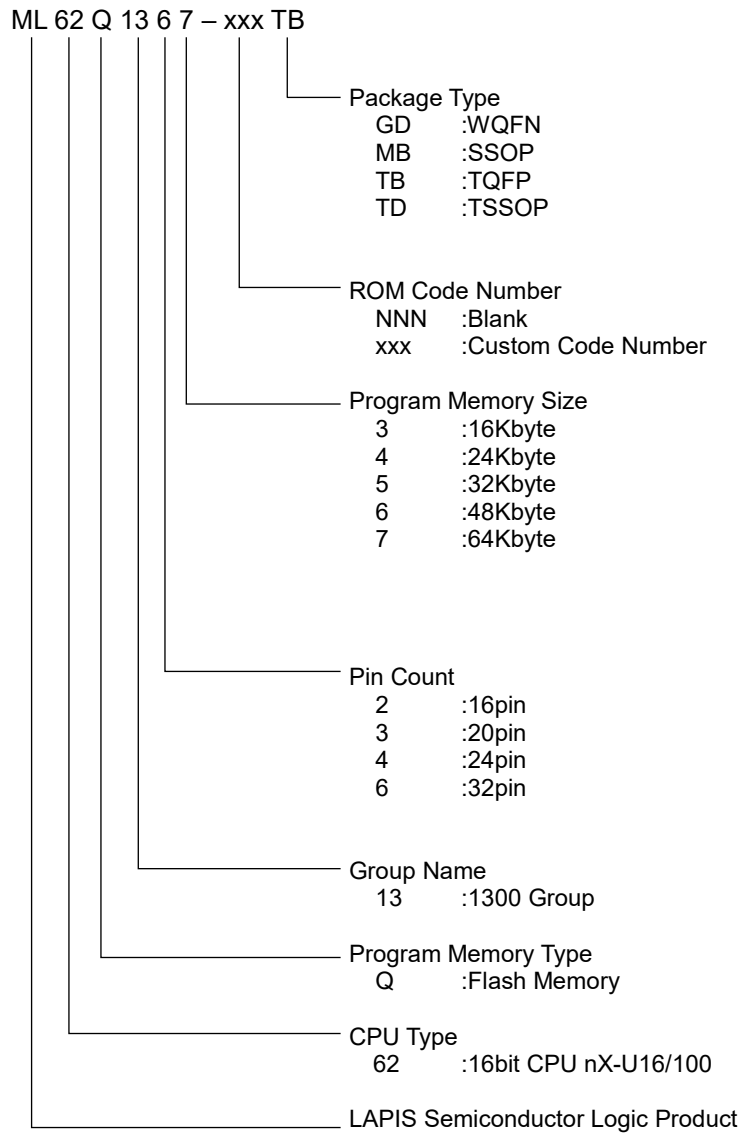 ML 62 Q 13 6 7 – xxx TB
Package Type
GD :WQFN
MB :SSOP
TB :TQFP
TD :TSSOP
ROM Code Number
NNN :Blank
xxx :Custom Code Number
Program Memory Size
3 :16Kbyte
4 :24Kbyte
5 :32Kbyte
6 :48Kbyte
7 :64Kbyte
Pin Count
2 :16pin
3 :20pin
4 :24pin
6 :32pin
Group Name
13 :1300 Group
Program Memory Type
Q :Flash Memory
CPU Type
62 :16bit CPU nX-U16/100
LAPIS Semiconductor Logic Product